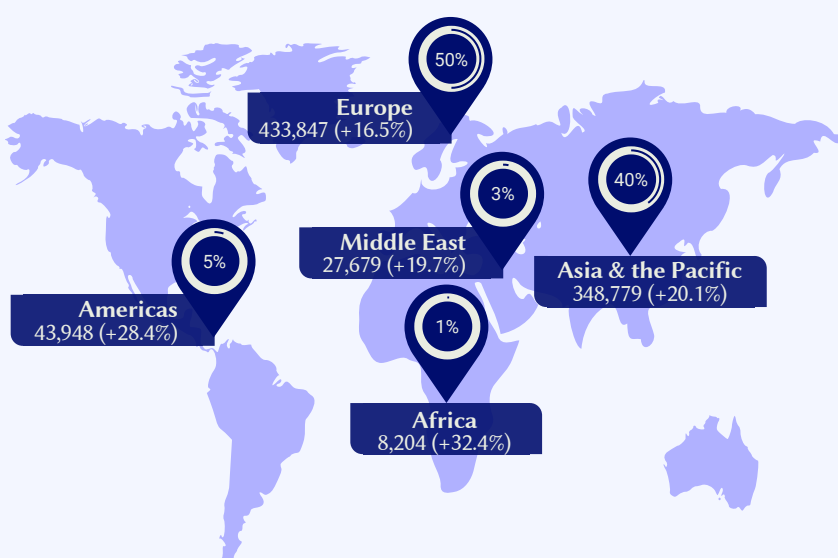 50%
Europe
433,847 (+16.5%)
3%
Middle East
27,679 (+19.7%)
40%
Asia & the Pacific
348,779 (+20.1%)
5%
Americas
43,948 (+28.4%)
1%
Africa
8,204 (+32.4%)